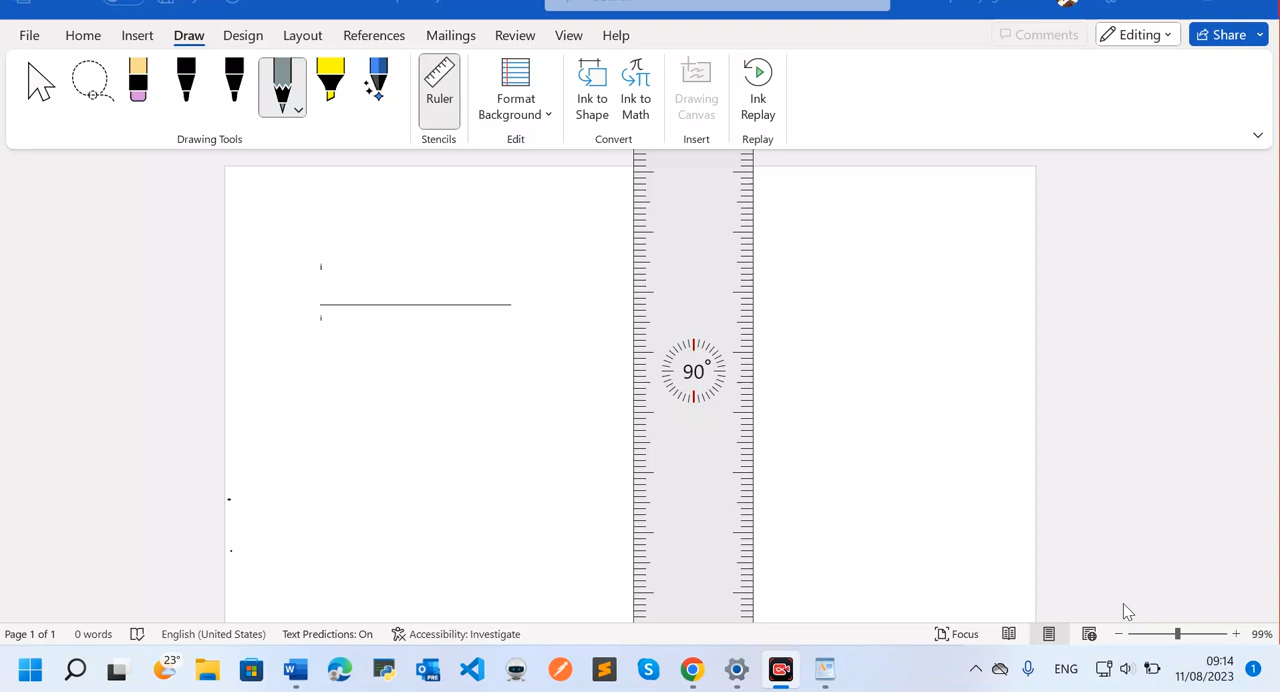 File Home Insert Draw Design Layout References Mailings Review View Help Comments Editing Share
Ruler Format Background Ink to Shape Ink to Math Drawing Canvas Ink Replay
Drawing Tools Stencils Edit Convert Insert Replay
i
i
90°
Page 1 of 1 0 words English (United States) Text Predictions: On Accessibility: Investigate Focus 99%
23° PRE ENG 09:14
11/08/2023 1